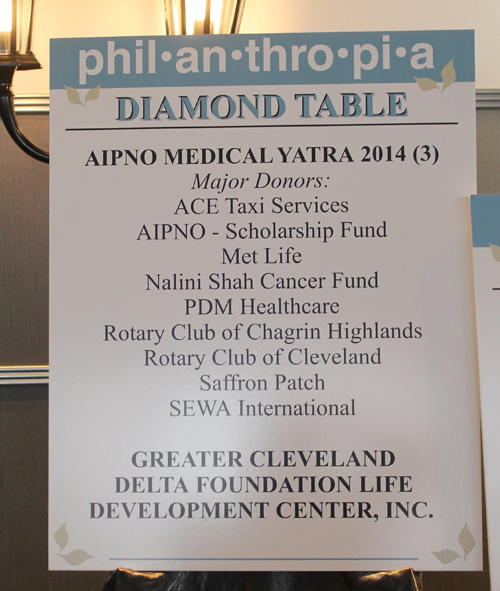 phil•an•thro•pi•a
DIAMOND TABLE
AIPNO MEDICAL YATRA 2014 (3)
Major Donors:
ACE Taxi Services
AIPNO - Scholarship Fund
Met Life
Nalini Shah Cancer Fund
PDM Healthcare
Rotary Club of Chagrin Highlands
Rotary Club of Cleveland
Saffron Patch
SEWA International
GREATER CLEVELAND
DELTA FOUNDATION LIFE
DEVELOPMENT CENTER, INC.